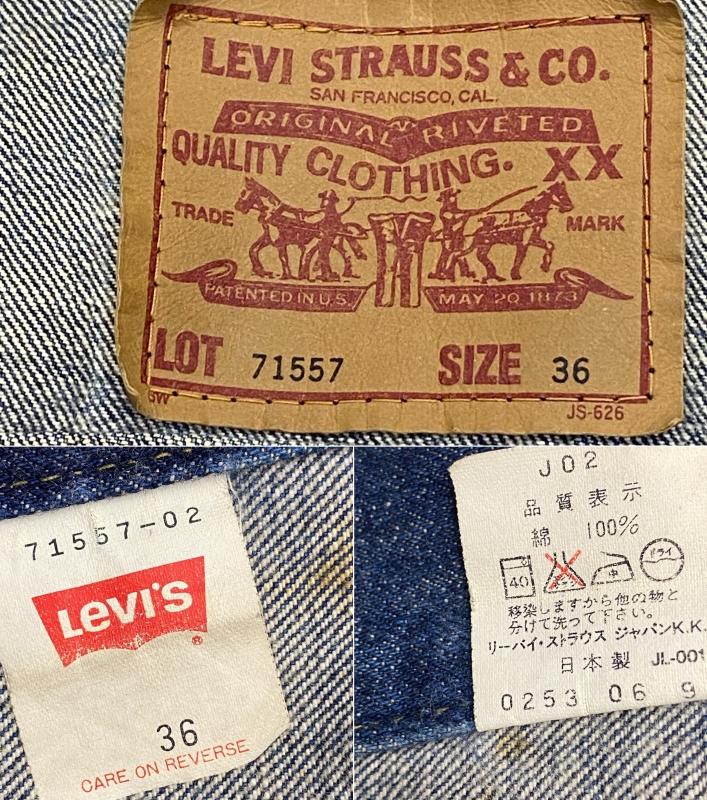 LEVI STRAUSS & CO.
SAN FRANCISCO, CAL.
ORIGINAL RIVETED
QUALITY CLOTHING. XX
TRADE MARK
PATENTED IN U.S. MAY 20 1873
LOT 71557 SIZE 36
SW
JS-626
71557-02
Levi's
®
36
CARE ON REVERSE
J02
品質表示
綿 100%
40 中 ドライ
移染しますから他の物と
分けて洗って下さい。
リーバイ・ストラウス ジャパンK.K.
日本製 JL-001
0253 06 9